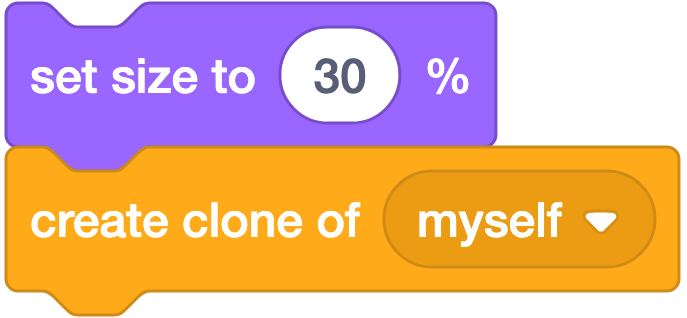 set size to 30 %
create clone of myself